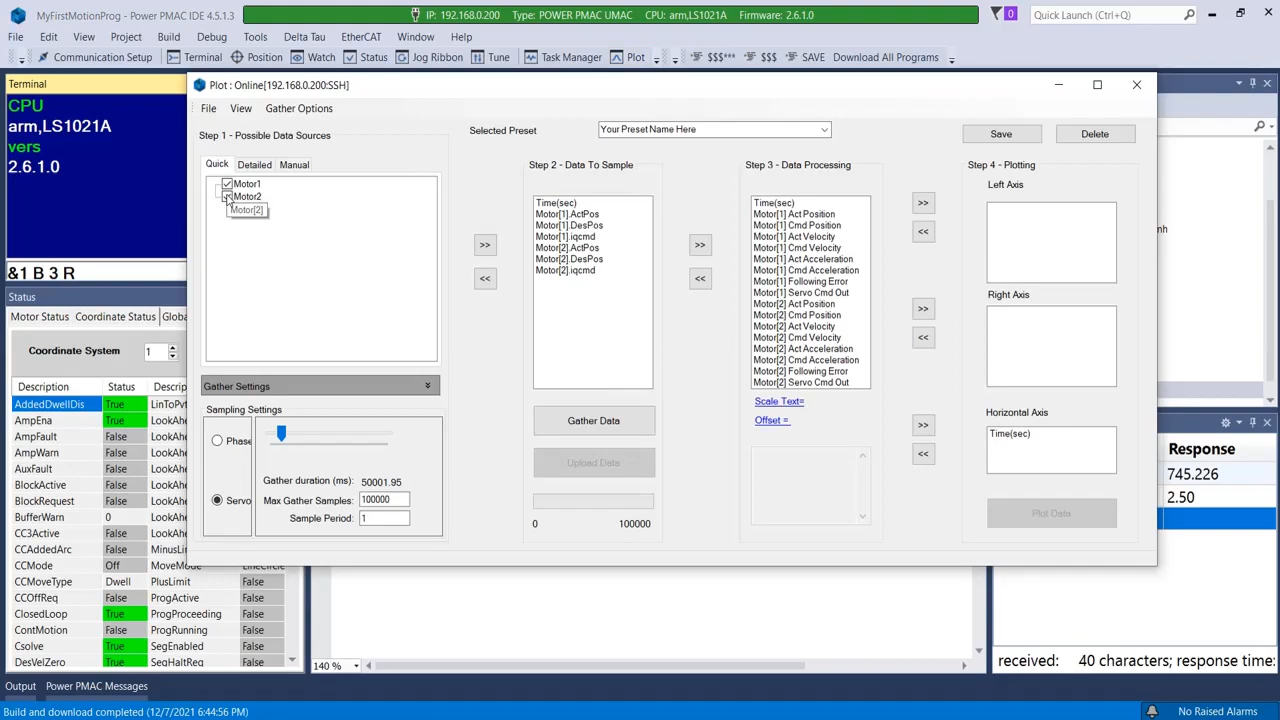 MyFirstMotionProg - Power PMAC IDE 4.5.1.3
IP: 192.168.0.200 Type: POWER PMAC UMAC CPU: arm,LS1021A Firmware: 2.6.1.0
0
Quick Launch (Ctrl+Q)
File Edit View Project Build Debug Tools Delta Tau EtherCAT Window Help
Communication Setup Terminal Position Watch Status Jog Ribbon Tune Task Manager Plot $$$*** $$$ SAVE Download All Programs
Terminal
CPU
arm,LS1021A
vers
2.6.1.0
&1 B 3 R
Status
Motor Status Coordinate Status Globa
Coordinate System 1
Description Status Descrip
AddedDwellDis True LinToPvt
AmpEna True LookAhe
AmpFault False LookAhe
AmpWarn False LookAhe
AuxFault False LookAhe
BlockActive False LookAhe
BlockRequest False LookAhe
BufferWarn 0 LookAhe
CC3Active False LookAhe
CCAddedArc False MinusLim
CCMode Off MoveMode LineCircle
CCMoveType Dwell PlusLimit False
CCOffReq False ProgActive False
ClosedLoop True ProgProceeding False
ContMotion False ProgRunning False
Csolve True SegEnabled False
DesVelZero True SegHaltReq False
Plot : Online[192.168.0.200:SSH]
File View Gather Options
Step 1 - Possible Data Sources
Quick Detailed Manual
Motor1
Motor2
Motor[2]
Gather Settings
Sampling Settings
Phase
Servo
Gather duration (ms): 50001.95
Max Gather Samples: 100000
Sample Period: 1
Selected Preset Your Preset Name Here
Save Delete
Step 2 - Data To Sample
Time(sec)
Motor[1].ActPos
Motor[1].DesPos
Motor[1].iqcmd
Motor[2].ActPos
Motor[2].DesPos
Motor[2].iqcmd
>>
<<
Gather Data
Upload Data
0 100000
>>
<<
Step 3 - Data Processing
Time(sec)
Motor[1] Act Position
Motor[1] Cmd Position
Motor[1] Act Velocity
Motor[1] Cmd Velocity
Motor[1] Act Acceleration
Motor[1] Cmd Acceleration
Motor[1] Following Error
Motor[1] Servo Cmd Out
Motor[2] Act Position
Motor[2] Cmd Position
Motor[2] Act Velocity
Motor[2] Cmd Velocity
Motor[2] Act Acceleration
Motor[2] Cmd Acceleration
Motor[2] Following Error
Motor[2] Servo Cmd Out
Scale Text=
Offset =
>>
<<
>>
<<
>>
<<
Step 4 - Plotting
Left Axis
Right Axis
Horizontal Axis
Time(sec)
Plot Data
Response
745.226
2.50
140 %
received: 40 characters; response time:
Output Power PMAC Messages
Build and download completed (12/7/2021 6:44:56 PM)
No Raised Alarms